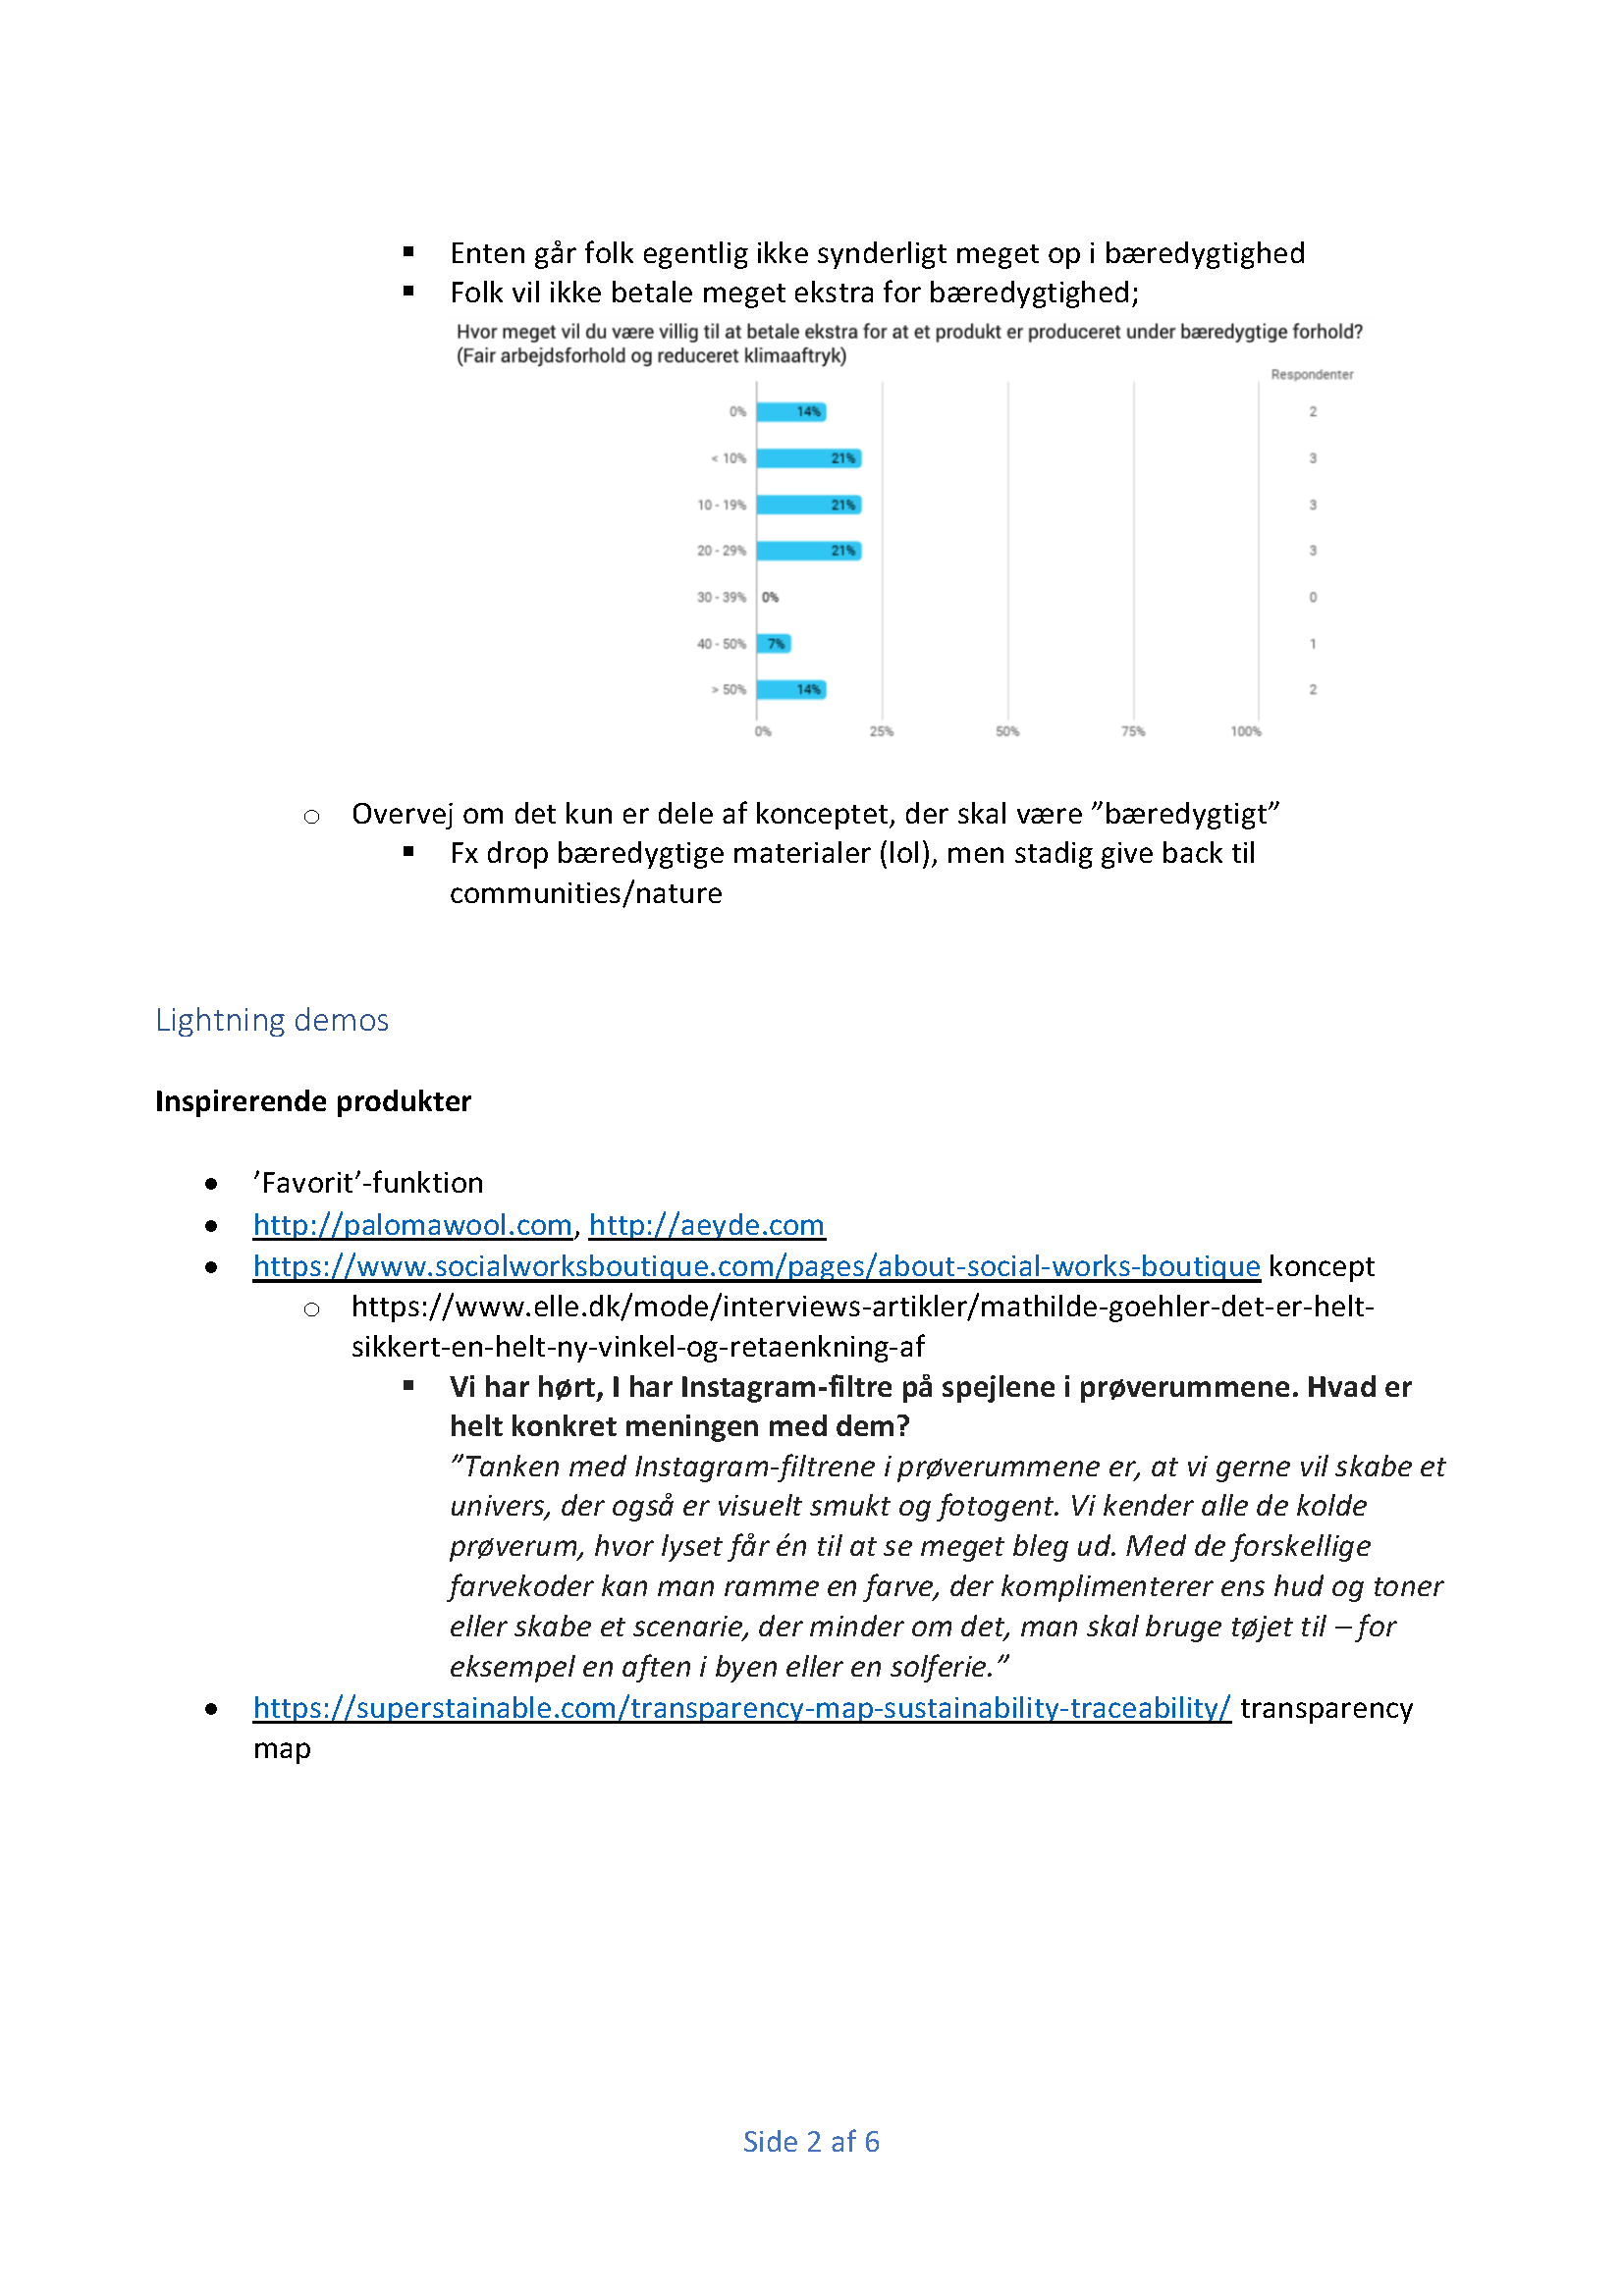 ▪ Enten går folk egentlig ikke synderligt meget op i bæredygtighed
▪ Folk vil ikke betale meget ekstra for bæredygtighed;
Hvor meget vil du være villig til at betale ekstra for at et produkt er produceret under bæredygtige forhold?
(Fair arbejdsforhold og reduceret klimaaftryk)
Respondenter
0% 14% 2
< 10% 21% 3
10 - 19% 21% 3
20 - 29% 21% 3
30 - 39% 0% 0
40 - 50% 7% 1
> 50% 14% 2
0% 25% 50% 75% 100%
o Overvej om det kun er dele af konceptet, der skal være ”bæredygtigt”
▪ Fx drop bæredygtige materialer (lol), men stadig give back til
communities/nature
Lightning demos
Inspirerende produkter
• ’Favorit’-funktion
• http://palomawool.com, http://aeyde.com
• https://www.socialworksboutique.com/pages/about-social-works-boutique koncept
o https://www.elle.dk/mode/interviews-artikler/mathilde-goehler-det-er-helt-
sikkert-en-helt-ny-vinkel-og-retaenkning-af
▪ Vi har hørt, I har Instagram-filtre på spejlene i prøverummene. Hvad er
helt konkret meningen med dem?
”Tanken med Instagram-filtrene i prøverummene er, at vi gerne vil skabe et
univers, der også er visuelt smukt og fotogent. Vi kender alle de kolde
prøverum, hvor lyset får én til at se meget bleg ud. Med de forskellige
farvekoder kan man ramme en farve, der komplimenterer ens hud og toner
eller skabe et scenarie, der minder om det, man skal bruge tøjet til – for
eksempel en aften i byen eller en solferie.”
• https://superstainable.com/transparency-map-sustainability-traceability/ transparency
map
Side 2 af 6